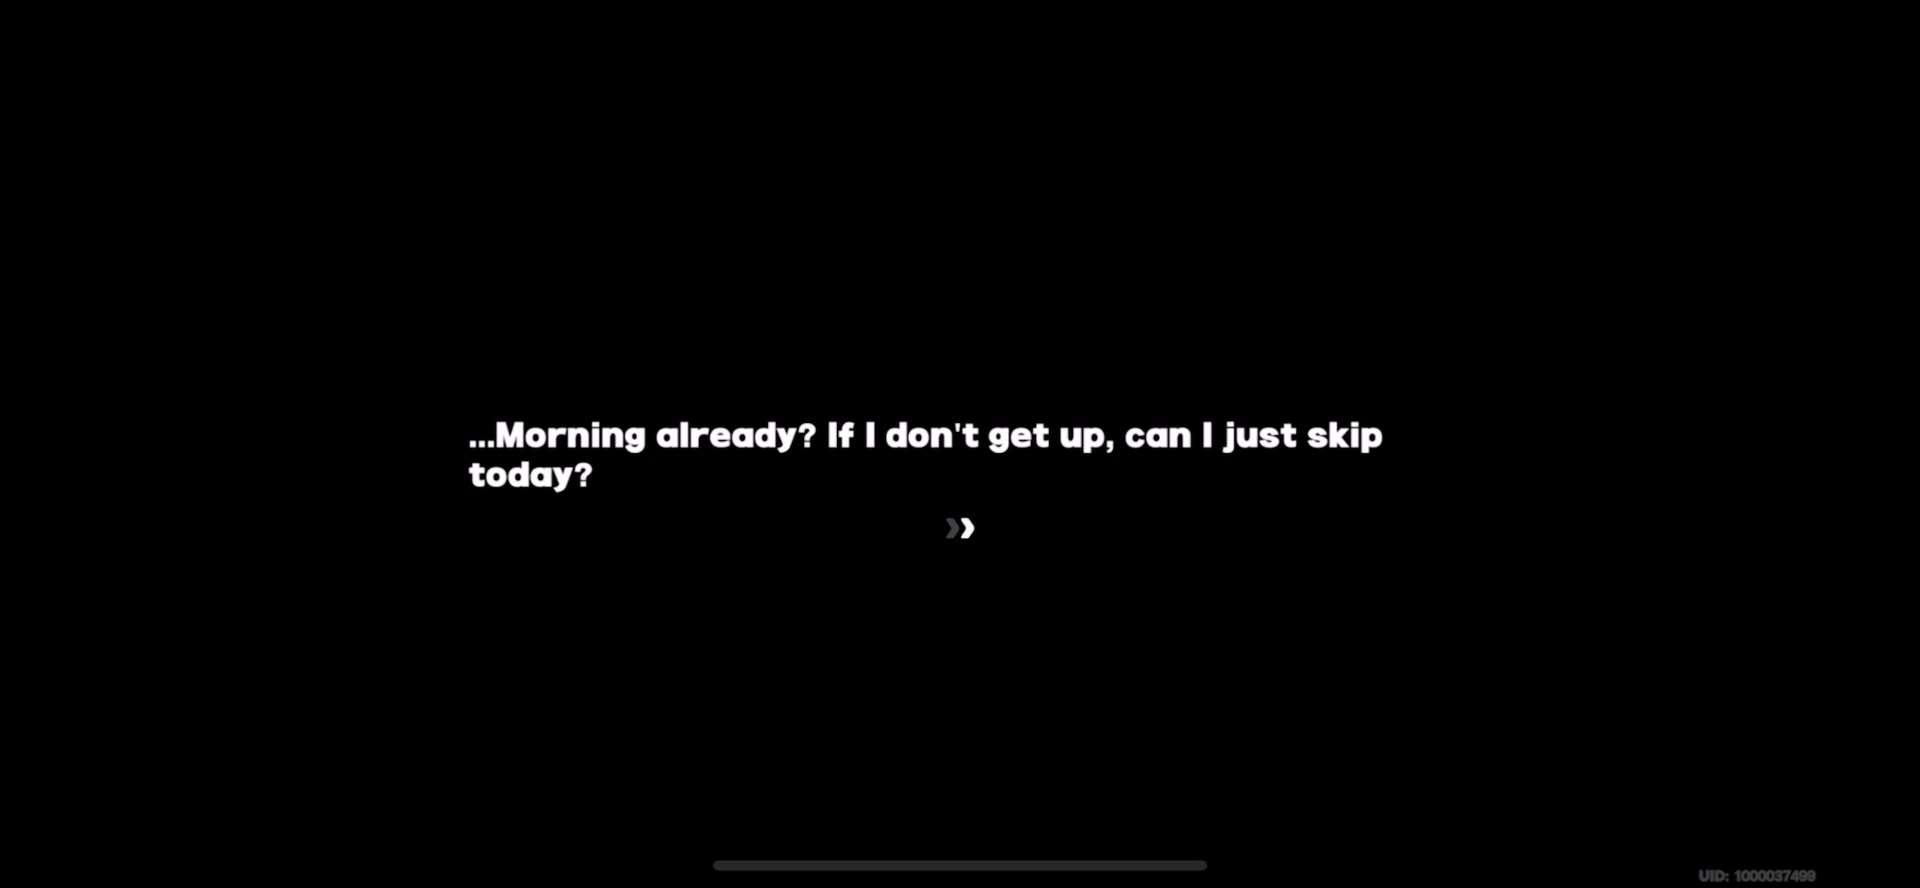 ...Morning already? If I don't get up, can I just skip
today?
UID: 1000037499